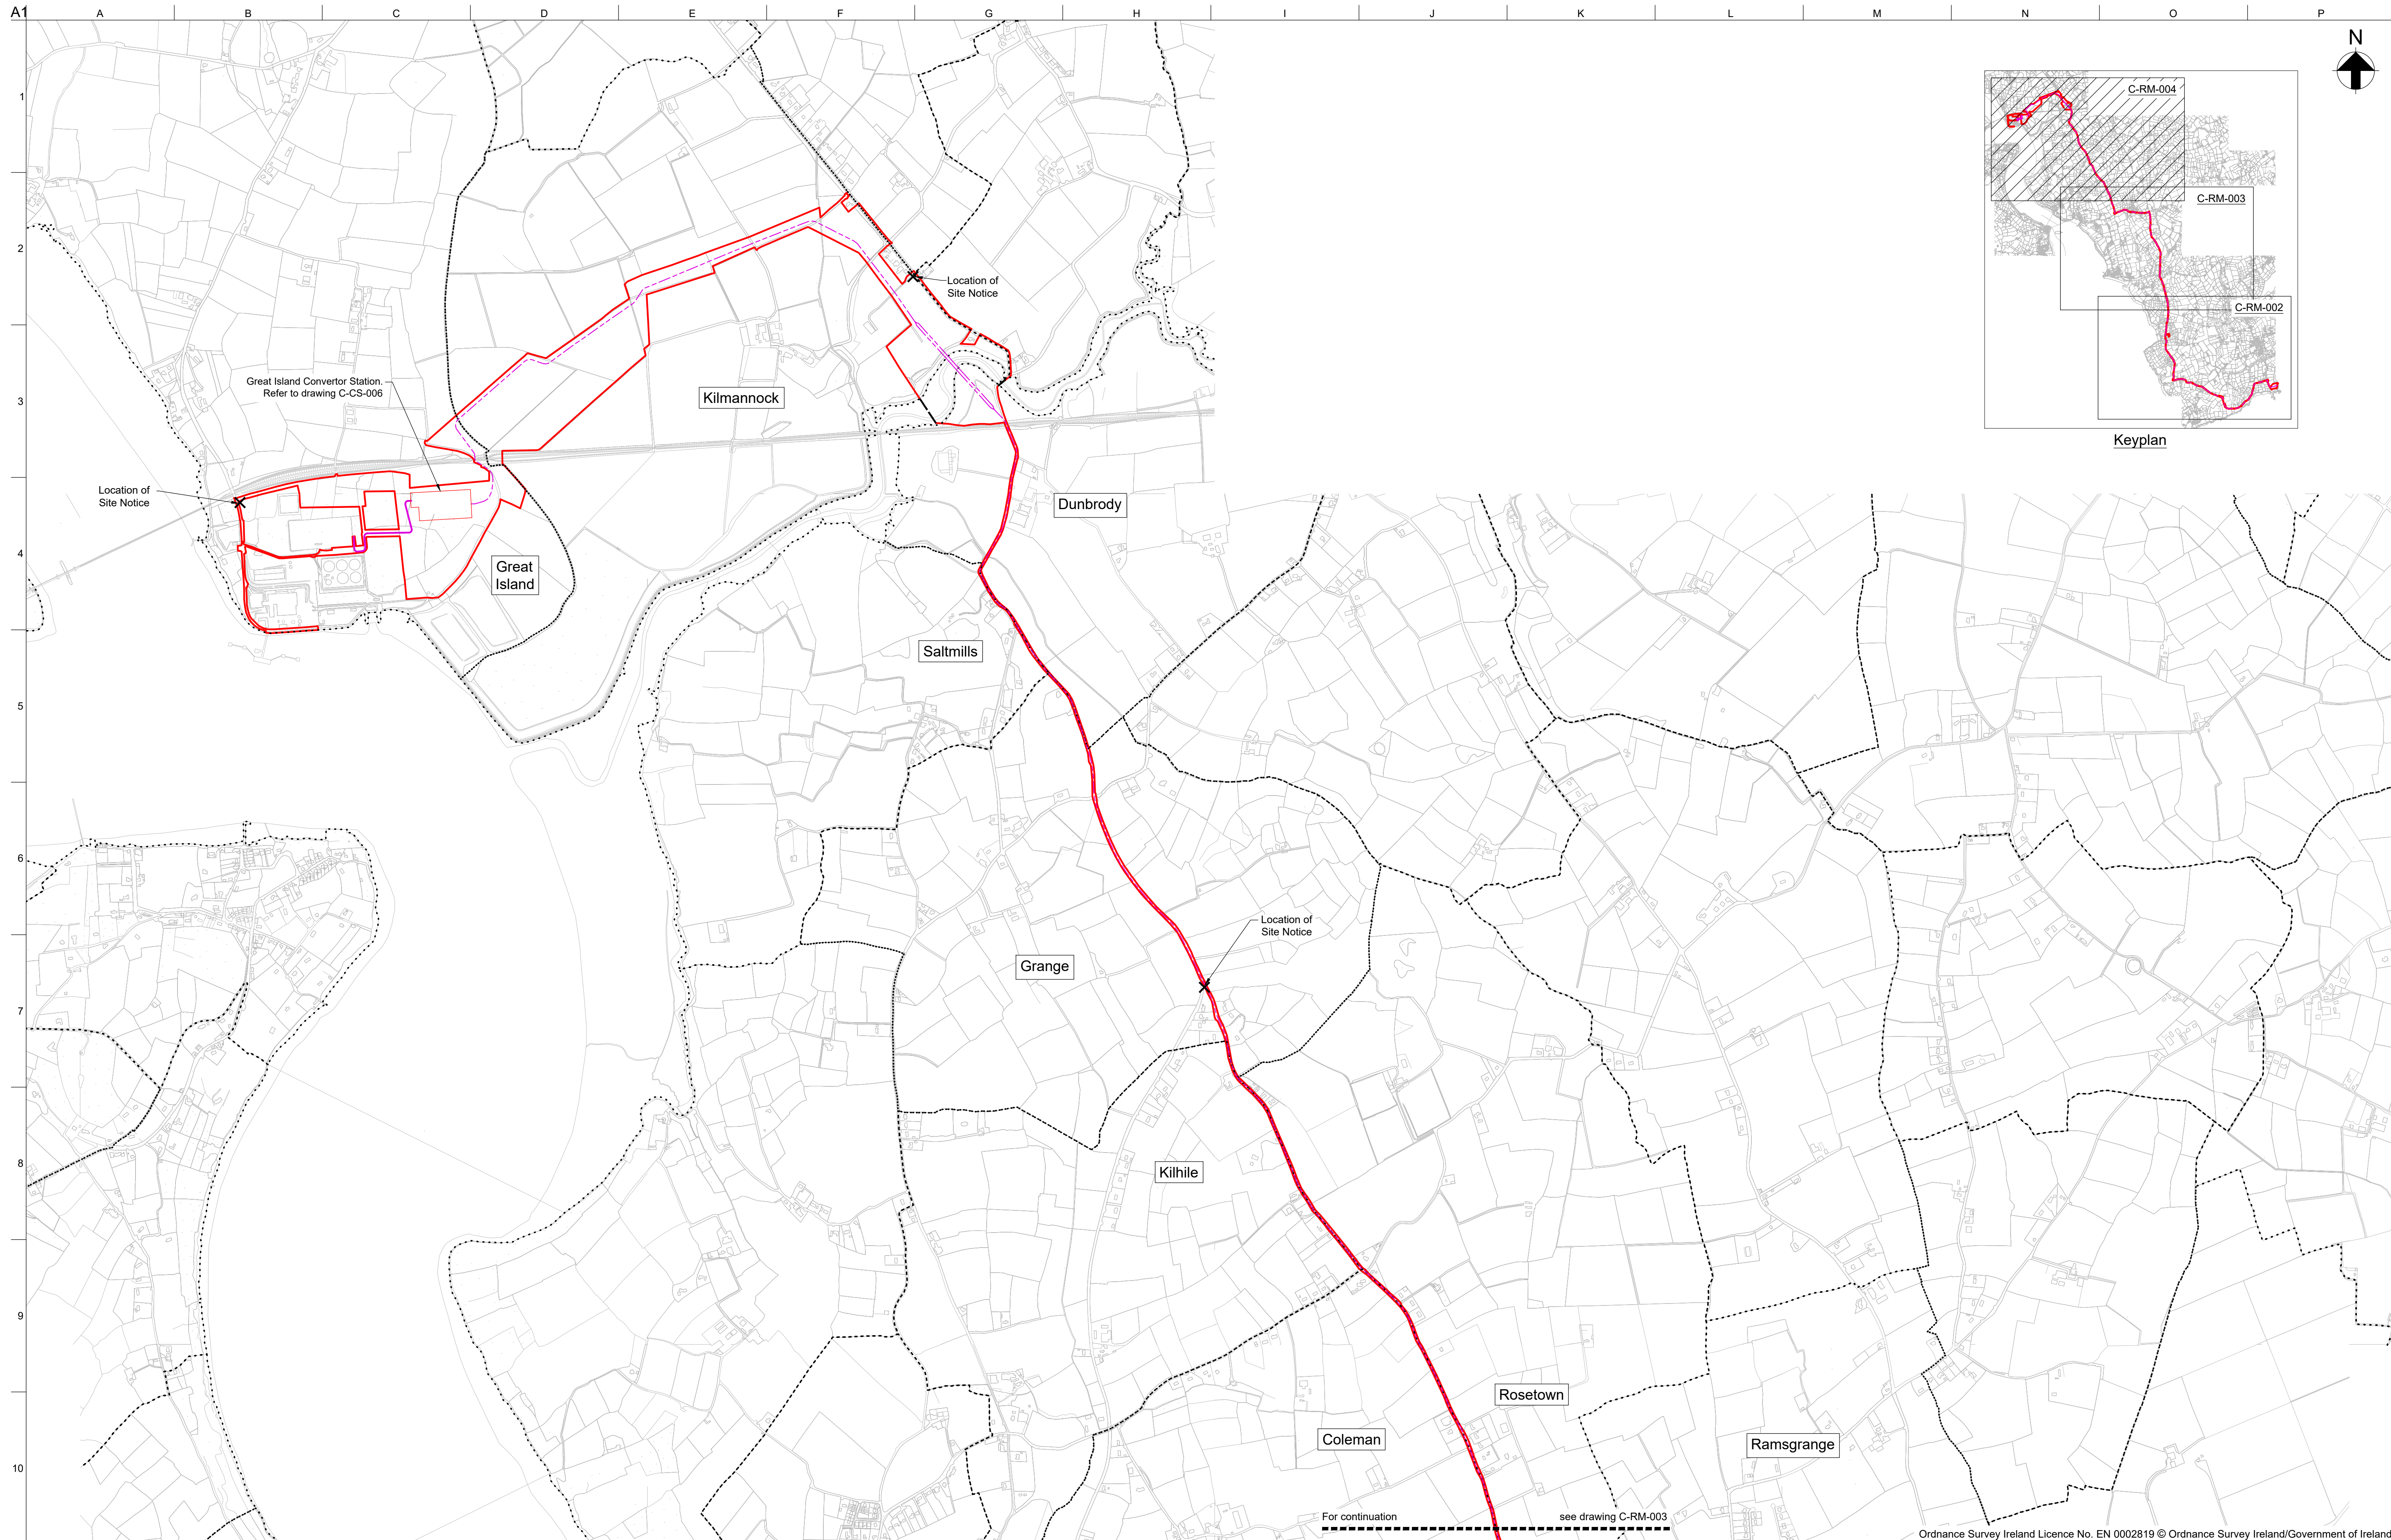 A1
A B C D E F G H I J K L M N O P
N
1
C-RM-004
C-RM-003
2
Location of
Site Notice
C-RM-002
Great Island Convertor Station.
Refer to drawing C-CS-006
3
Kilmannock
Keyplan
Location of
Site Notice
Dunbrody
4
Great
Island
Saltmills
5
6
Location of
Site Notice
Grange
7
8
Kilhile
9
Rosetown
Coleman
Ramsgrange
10
For continuation see drawing C-RM-003
Ordnance Survey Ireland Licence No. EN 0002819 © Ordnance Survey Ireland/Government of Ireland